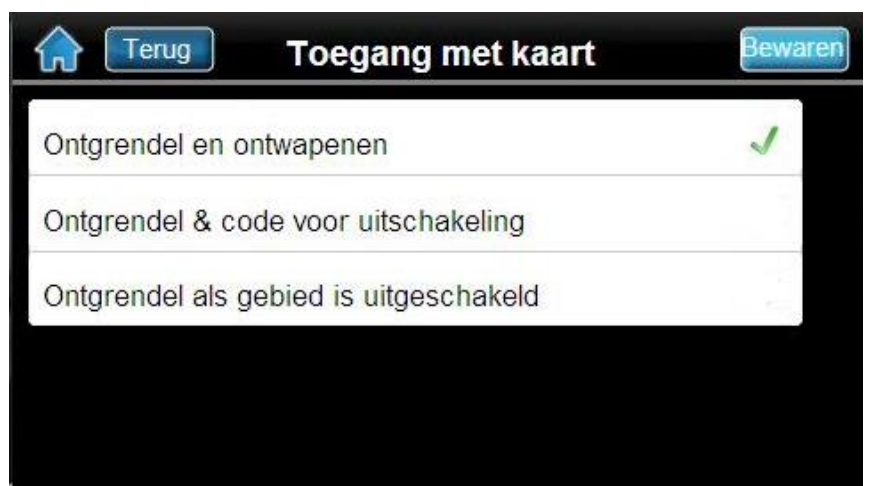 Terug Toegang met kaart Bewaren
Ontgrendel en ontwapenen
Ontgrendel & code voor uitschakeling
Ontgrendel als gebied is uitgeschakeld